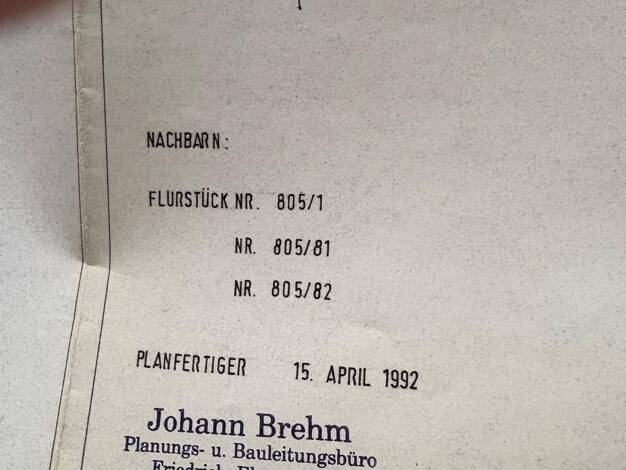 NACHBARN:
FLURSTÜCK NR. 805/1
NR. 805/81
NR. 805/82
PLANFERTIGER 15. APRIL 1992
Johann Brehm
Planungs- u. Bauleitungsbüro